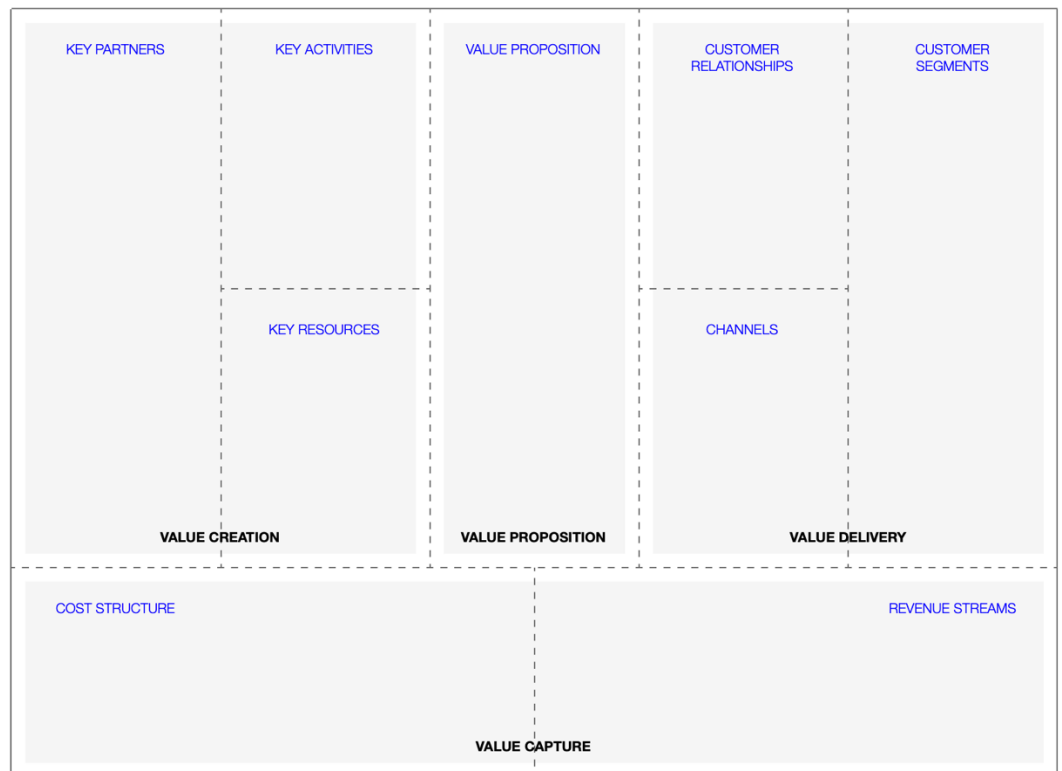 KEY PARTNERS
KEY ACTIVITIES
VALUE PROPOSITION
CUSTOMER
RELATIONSHIPS
CUSTOMER
SEGMENTS
KEY RESOURCES
CHANNELS
VALUE CREATION
VALUE PROPOSITION
VALUE DELIVERY
COST STRUCTURE
REVENUE STREAMS
VALUE CAPTURE